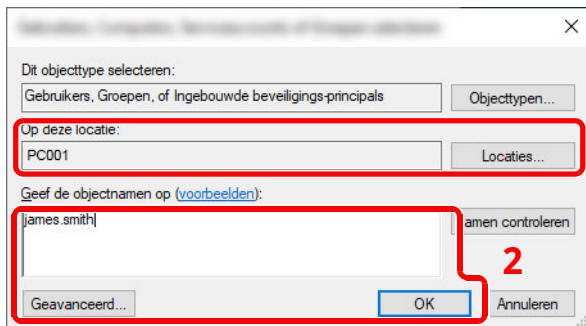 Dit objecttype selecteren:
Gebruikers, Groepen, of Ingebouwde beveiligings-principals
Objecttypen...
Op deze locatie:
PC001
Locaties...
Geef de objectnamen op (voorbeelden):
james.smith
amen controleren
2
Geavanceerd...
OK
Annuleren